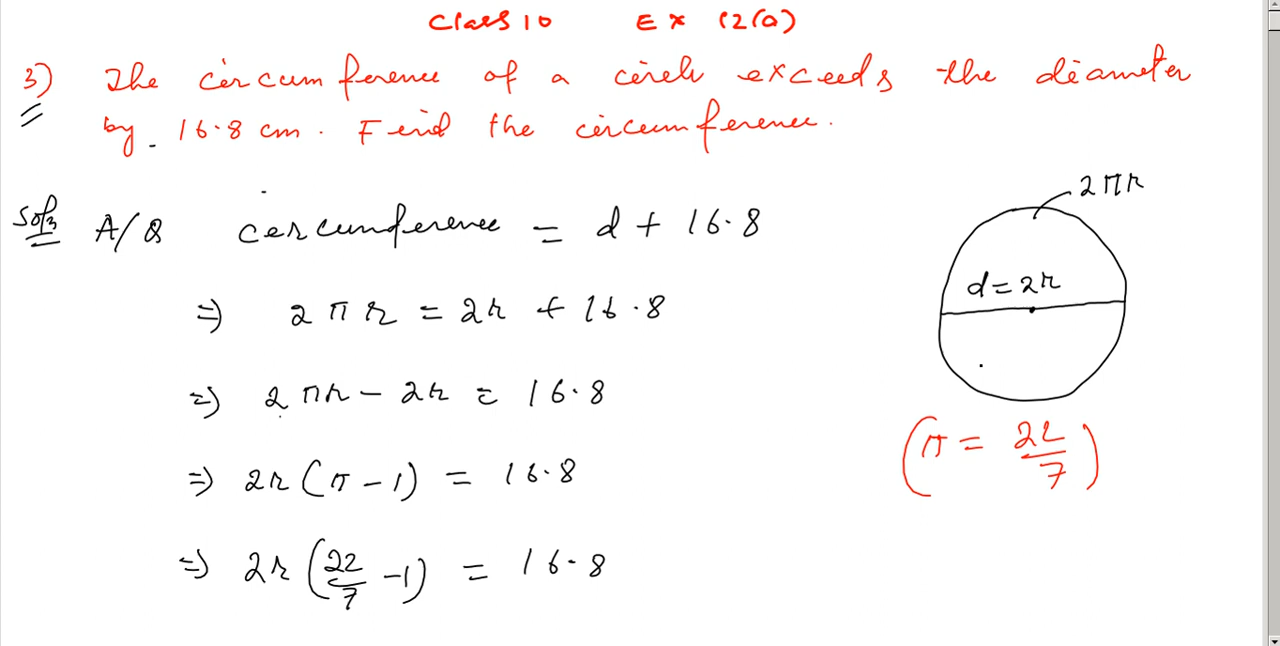 Class 10 Ex 12(a)
3) The circumference of a circle exceeds the diameter
by 16.8 cm. Find the circumference.
Soln A/Q circumference = d + 16.8
⇒ 2πr = 2r + 16.8
⇒ 2πr - 2r = 16.8
⇒ 2r(π - 1) = 16.8
⇒ 2r(22/7 - 1) = 16.8
2πr
d = 2r
(π = 22/7)